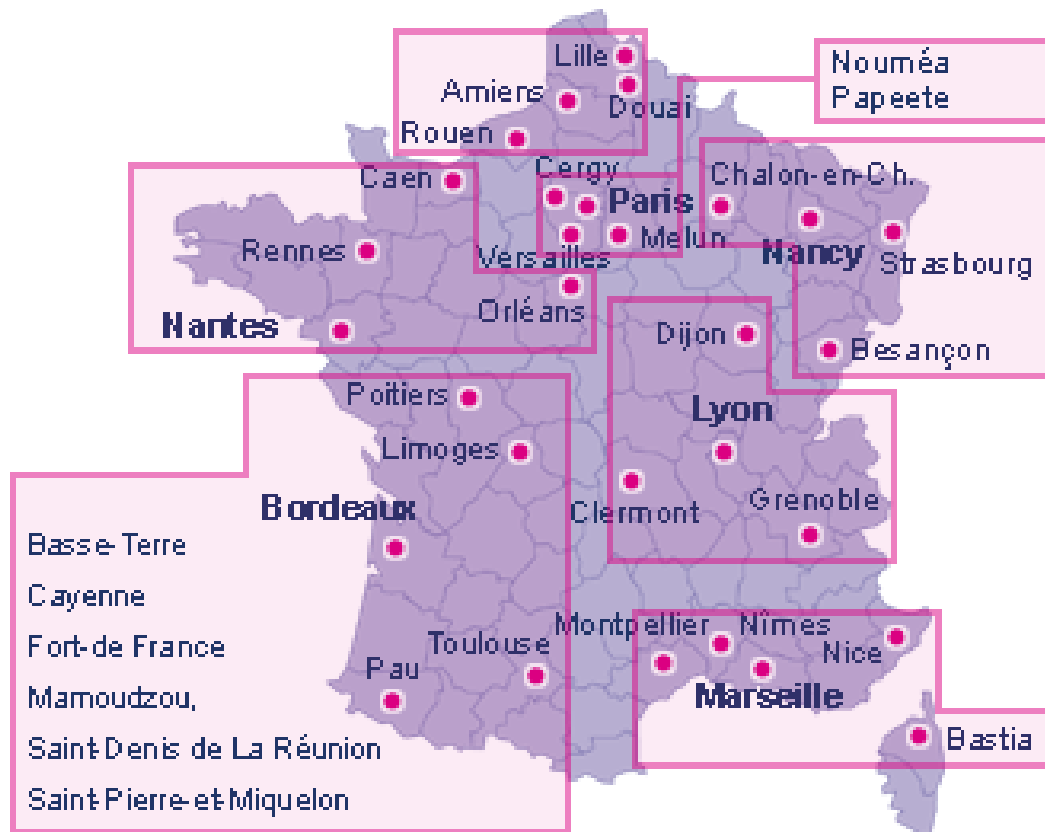 Lille
Nouméa
Papeete
Amiens
Douai
Rouen
Cergy
Caen
Chalon-en-Ch.
Paris
Rennes
Melun
Nancy
Versailles
Strasbourg
Orléans
Nantes
Dijon
Besançon
Poitiers
Lyon
Limoges
Bordeaux
Clermont
Grenoble
Basse-Terre
Cayenne
Fort-de France
Montpellier
Nîmes
Toulouse
Nice
Pau
Mamoudzou,
Marseille
Bastia
Saint-Denis de La Réunion
Saint-Pierre-et-Miquelon